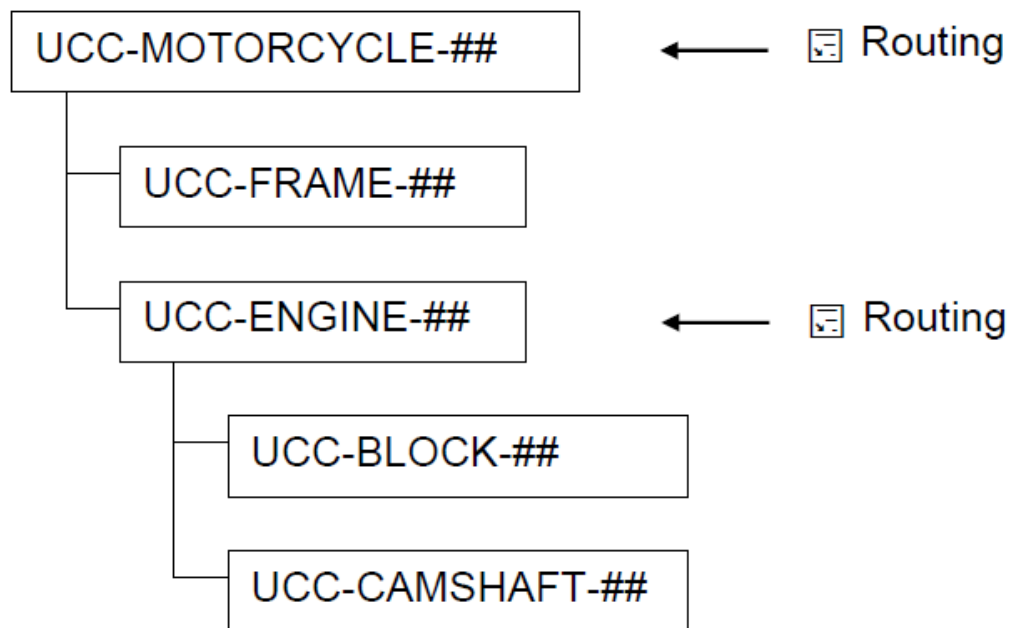 UCC-MOTORCYCLE-##
Routing
UCC-FRAME-##
UCC-ENGINE-##
Routing
UCC-BLOCK-##
UCC-CAMSHAFT-##